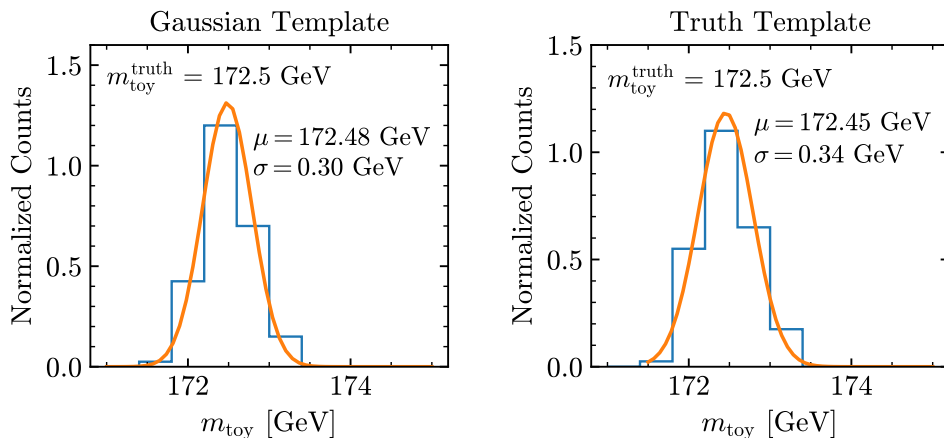 Gaussian Template
m_toy^truth = 172.5 GeV
μ = 172.48 GeV
σ = 0.30 GeV
Normalized Counts
1.5
1.0
0.5
0.0
172
174
m_toy [GeV]
Truth Template
m_toy^truth = 172.5 GeV
μ = 172.45 GeV
σ = 0.34 GeV
Normalized Counts
1.5
1.0
0.5
0.0
172
174
m_toy [GeV]